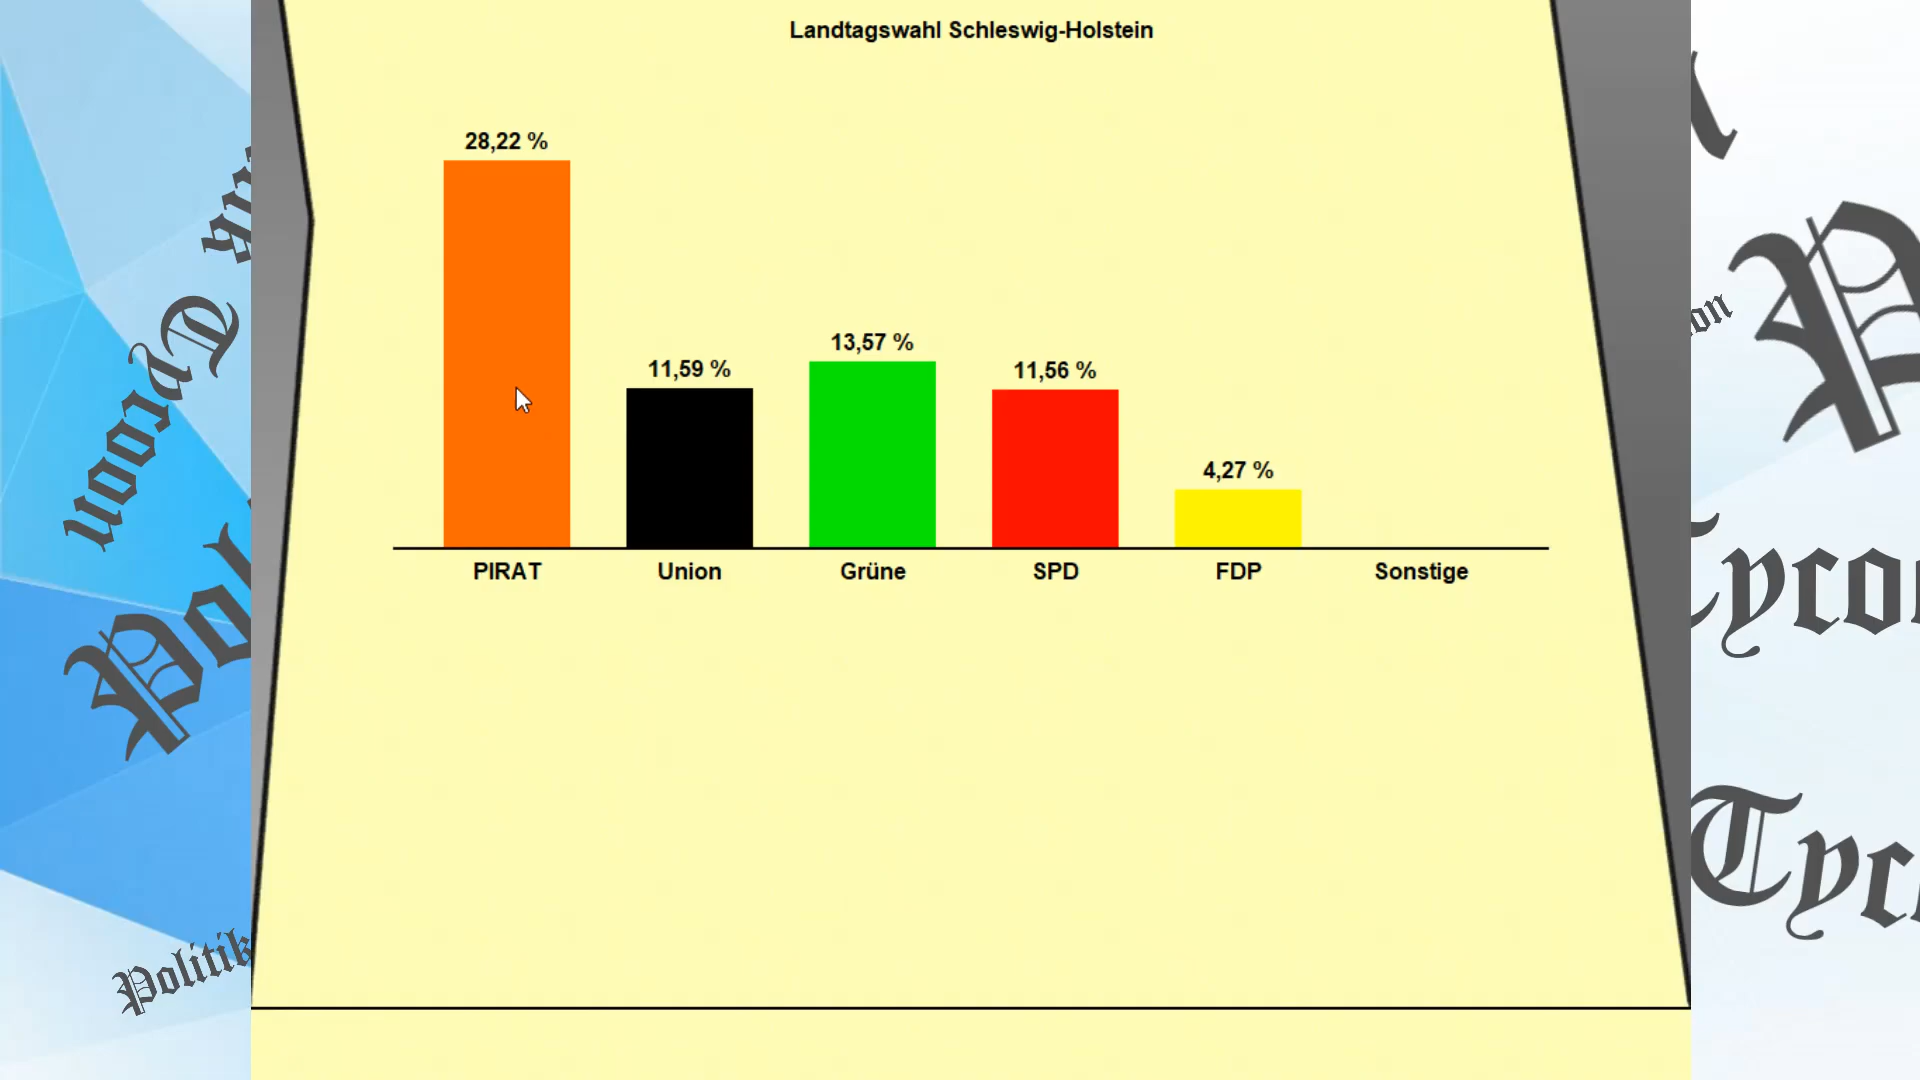 Landtagswahl Schleswig-Holstein
28,22 %
11,59 %
13,57 %
11,56 %
4,27 %
PIRAT
Union
Grüne
SPD
FDP
Sonstige
Tycoon
Politik